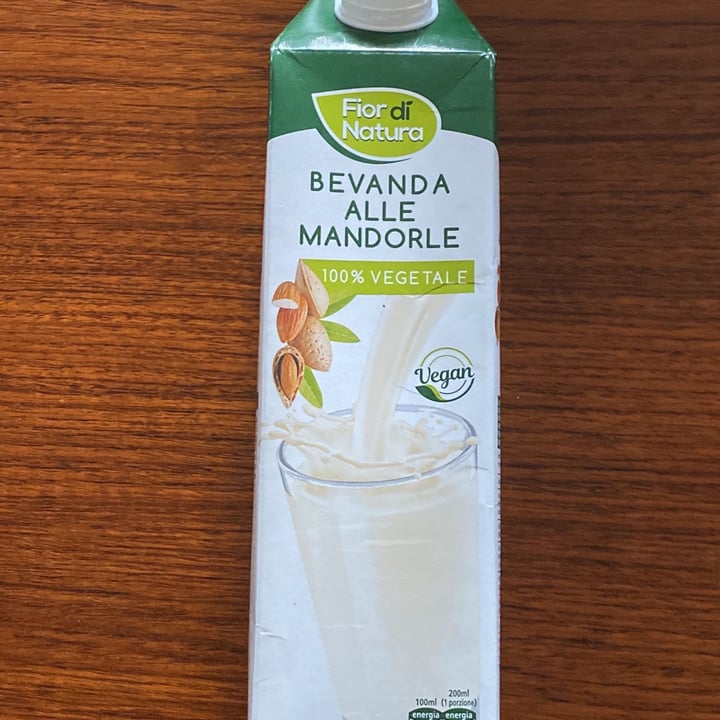 Fior di
Natura
BEVANDA
ALLE
MANDORLE
100% VEGETALE
Vegan
200ml
100ml (1 porzione)
energia energia